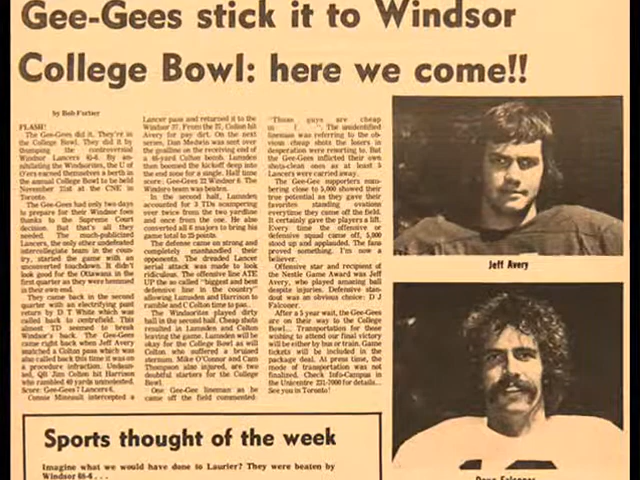 Gee-Gees stick it to Windsor
College Bowl: here we come!!
by Bob Fortier
FLASH!
The Gee-Gees did it. They're in
the College Bowl. They did it by
thumping the controversial
Windsor Lancers 45-6. By an-
nihilating the Windsorites, the U of
O'ers earned themselves a berth in
the annual College Bowl to be held
November 21st at the CNE in
Toronto.
The Gee-Gees had only two days
to prepare for their Windsor foes
thanks to the Supreme Court
decision. But that's all they
needed. The much-publicized
Lancers, the only other undefeated
intercollegiate team in the coun-
try, started the game with an
unconverted touchdown. It didn't
look good for the Ottawans in the
first quarter as they were hemmed
in their own end.
They came back in the second
quarter with an electrifying past
return by D T White which was
called back to centrefield. This
almost TD seemed to break
Windsor's back. The Gee-Gees
came right back when Jeff Avery
snatched a Colton pass which was
also called back this time it was on
a procedure infraction. Undaun-
ted, QB Jim Colton hit Harrison
who rambled 40 yards unmolested.
Score: Gee-Gees 7 Lancers 6.
Connie Mineault intercepted a
Lancer pass and returned it to the
Windsor 37. From the 37, Colton hit
Avery for pay dirt. On the next
series, Dan Medwin was sent over
the goalline on the receiving end of
a 46-yard Colton bomb. Lumsden
then boomed the kickoff deep into
the end zone for a single. Half time
score: Gee-Gees 22 Windsor 6. The
Windsor team was beaten.
In the second half, Lumsden
accounted for 3 TDs scampering
over twice from the two yardline
and once from the one. He also
converted all 6 majors to bring his
game total to 25 points.
The defense came on strong and
completely manhandled their
opponents. The dreaded Lancer
aerial attack was made to look
ridiculous. The offensive line ATE
UP the so called "biggest and best
defensive line in the country"
allowing Lumsden and Harrison to
ramble and C Colton time to pass.
The Windsorites played dirty
ball in the second half. Cheap shots
resulted in Lumsden and Colton
leaving the game. Lumsden will be
okay for the College Bowl as will
Colton who suffered a bruised
sternum. Mike O'Connor and Cam
Thompson also injured, are two
doubtful starters for the College
Bowl.
One Gee-Gee lineman as he
came off the field commented
"Those guys are cheap
The unidentified
lineman was referring to the ob-
vious cheap shots the losers in
desperation were resorting to. But
the Gee-Gees inflicted their own
shots-clean ones as at least 5
Lancers were carried away.
The Gee-Gee supporters num-
bering close to 5,000 showed their
true potential as they gave their
favorites standing ovations
everytime they came off the field.
It certainly gave the players a lift.
Every time the offensive or
defensive squad came off, 5,000
stood up and applauded. The fans
proved something. I'm now a
believer.
Offensive star and recipient of
the Nestle Game Award was Jeff
Avery, who played amazing ball
despite injuries. Defensive stan-
dout was an obvious choice: D J
Falconer.
After a 5 year wait, the Gee-Gees
are on their way to the College
Bowl... Transportation for those
wishing to attend our final victory
will be either by bus or train. Game
tickets will be included in the
package deal. At press time, the
mode of transportation was not
finalized. Check Info-Campus in
the Unicentre 231-7000 for details...
See you in Toronto!
Jeff Avery
Sports thought of the week
Imagine what we would have done to Laurier? They were beaten by
Windsor 48-4 . . .
Doug Falconer